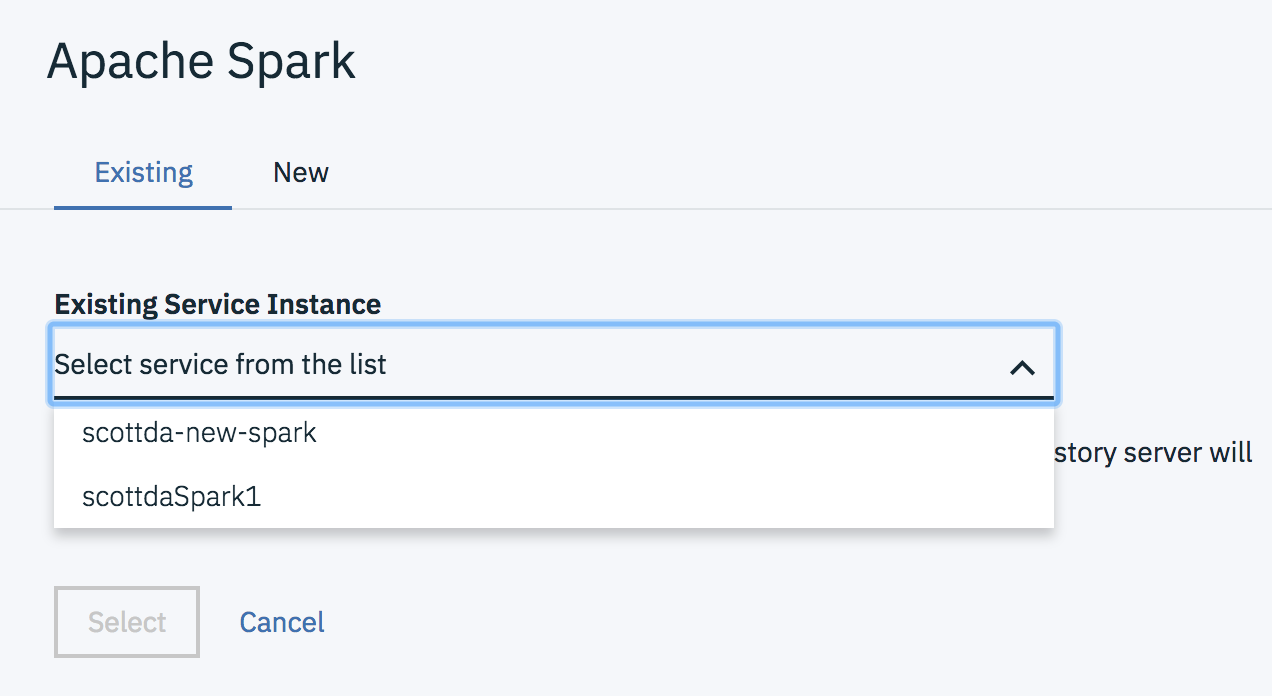 Apache Spark
Existing New
Existing Service Instance
Select service from the list
scottda-new-spark
story server will
scottdaSpark1
Select Cancel